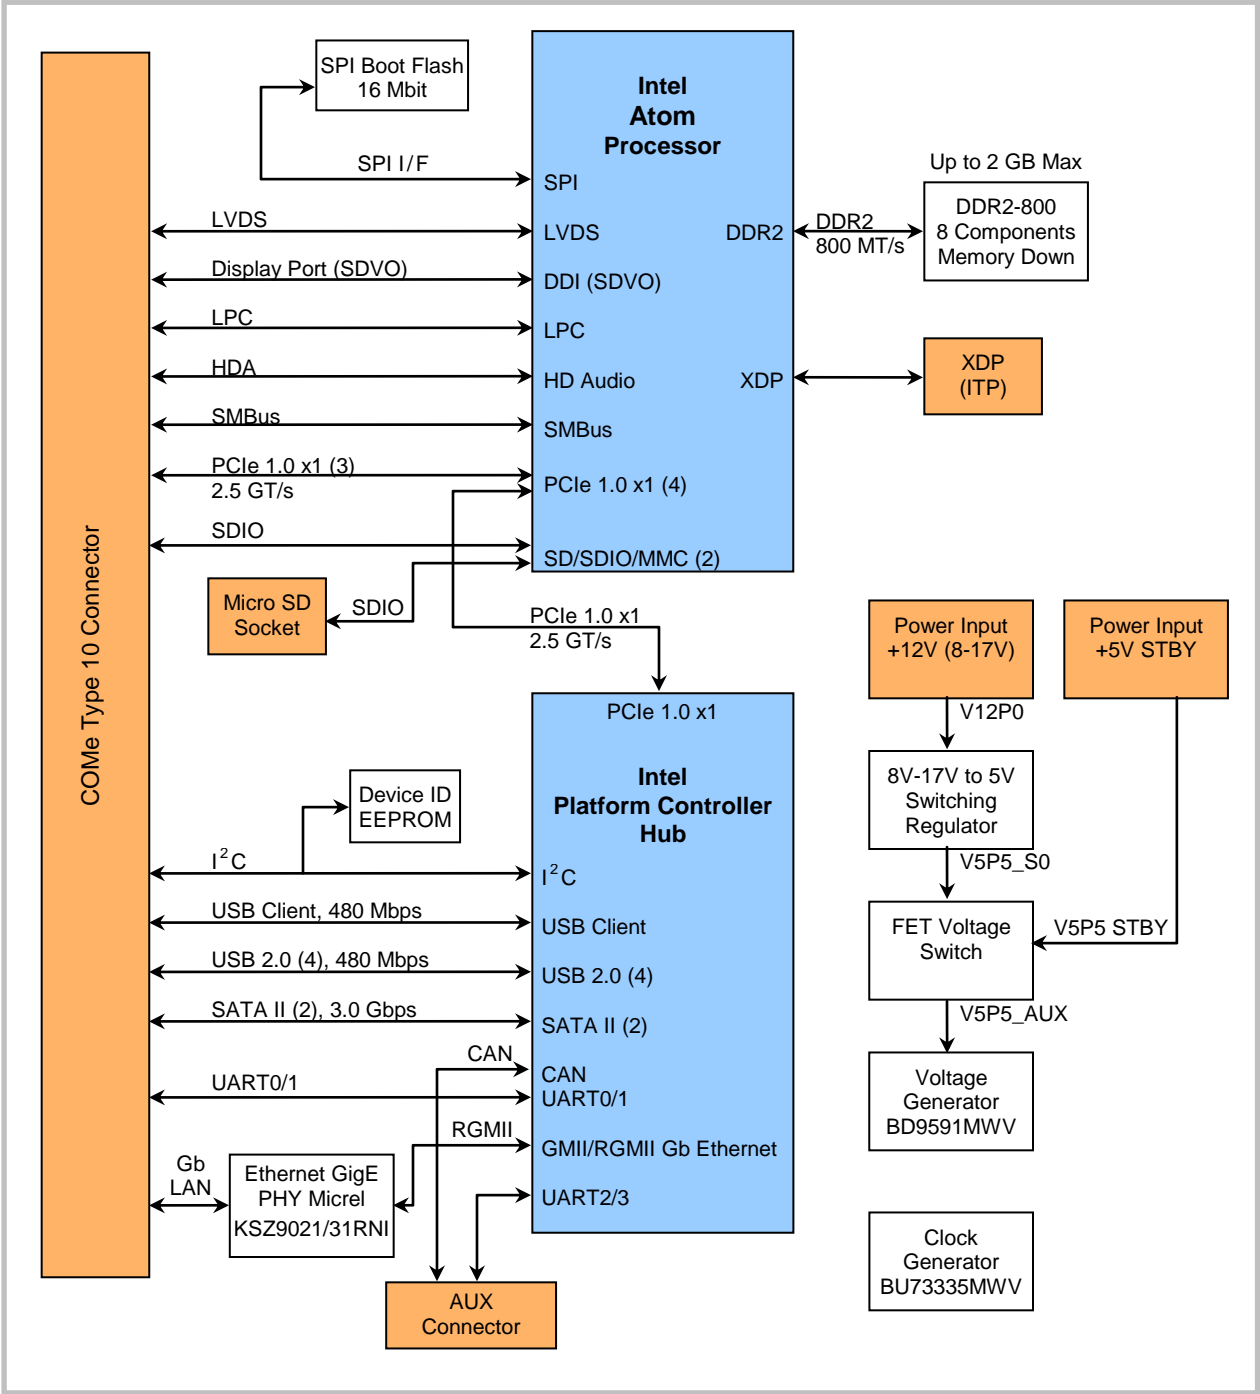 SPI Boot Flash
16 Mbit
Intel
Atom
Processor
SPI I/F
SPI
Up to 2 GB Max
DDR2-800
8 Components
Memory Down
LVDS
LVDS
DDR2
DDR2
800 MT/s
Display Port (SDVO)
DDI (SDVO)
LPC
LPC
HDA
HD Audio
XDP
XDP
(ITP)
SMBus
SMBus
PCIe 1.0 x1 (3)
2.5 GT/s
PCIe 1.0 x1 (4)
SDIO
SD/SDIO/MMC (2)
COMe Type 10 Connector
Micro SD
Socket
SDIO
PCIe 1.0 x1
2.5 GT/s
Power Input
+12V (8-17V)
Power Input
+5V STBY
PCIe 1.0 x1
V12P0
Intel
Platform Controller
Hub
8V-17V to 5V
Switching
Regulator
Device ID
EEPROM
V5P5_S0
I²C
I²C
USB Client, 480 Mbps
USB Client
FET Voltage
Switch
V5P5 STBY
USB 2.0 (4), 480 Mbps
USB 2.0 (4)
SATA II (2), 3.0 Gbps
SATA II (2)
V5P5_AUX
CAN
CAN
UART0/1
UART0/1
Voltage
Generator
BD9591MWV
RGMII
GMII/RGMII Gb Ethernet
Gb
LAN
Ethernet GigE
PHY Micrel
KSZ9021/31RNI
UART2/3
Clock
Generator
BU73335MWV
AUX
Connector